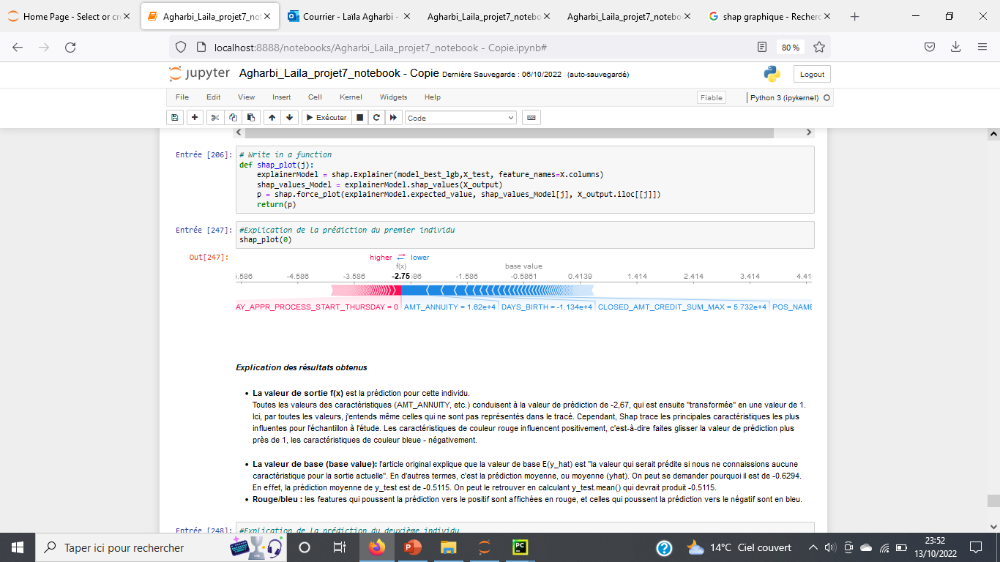 Home Page - Select or cre
Agharbi_Laila_projet7_not
Courrier - Laïla Agharbi -
Agharbi_Laila_projet7_notebo
Agharbi_Laila_projet7_notebo
shap graphique - Recherc
localhost:8888/notebooks/Agharbi_Laila_projet7_notebook - Copie.ipynb#
80 %
jupyter Agharbi_Laila_projet7_notebook - Copie Dernière Sauvegarde : 06/10/2022 (auto-sauvegardé)
Logout
File Edit View Insert Cell Kernel Widgets Help
Fiable
Python 3 (ipykernel)
Exécuter
Code
Entrée [206]:
# Write in a function
def shap_plot(j):
explainerModel = shap.Explainer(model_best_lgb,X_test, feature_names=X.columns)
shap_values_Model = explainerModel.shap_values(X_output)
p = shap.force_plot(explainerModel.expected_value, shap_values_Model[j], X_output.iloc[[j]])
return(p)
Entrée [247]:
#Explication de la prédiction du premier individu
shap_plot(0)
Out[247]:
higher lower
f(x) base value
.586 -4.586 -3.586 -2.75 86 -1.586 -0.5861 0.4139 1.414 2.414 3.414 4.41
AY_APPR_PROCESS_START_THURSDAY = 0 AMT_ANNUITY = 1.62e+4 DAYS_BIRTH = -1.134e+4 CLOSED_AMT_CREDIT_SUM_MAX = 5.732e+4 POS_NAME
Explication des résultats obtenus
• La valeur de sortie f(x) est la prédiction pour cette individu.
Toutes les valeurs des caractéristiques (AMT_ANNUITY, etc.) conduisent à la valeur de prédiction de -2,67, qui est ensuite "transformée" en une valeur de 1.
Ici, par toutes les valeurs, j'entends même celles qui ne sont pas représentés dans le tracé. Cependant, Shap trace les principales caractéristiques les plus
influentes pour l'échantillon à l'étude. Les caractéristiques de couleur rouge influencent positivement, c'est-à-dire faites glisser la valeur de prédiction plus
près de 1, les caractéristiques de couleur bleue - négativement.
• La valeur de base (base value): l'article original explique que la valeur de base E(y_hat) est "la valeur qui serait prédite si nous ne connaissions aucune
caractéristique pour la sortie actuelle". En d'autres termes, c'est la prédiction moyenne, ou moyenne (yhat). On peut se demander pourquoi il est de -0.6294.
En effet, la prédiction moyenne de y_test est de -0.5115. On peut le retrouver en calculant y_test.mean() qui devrait produit -0.5115.
• Rouge/bleu : les features qui poussent la prédiction vers le positif sont affichées en rouge, et celles qui poussent la prédiction vers le négatif sont en bleu.
Entrée [248]:
#Explication de la prédiction du deuxième individu
Taper ici pour rechercher
14°C Ciel couvert
23:52
13/10/2022